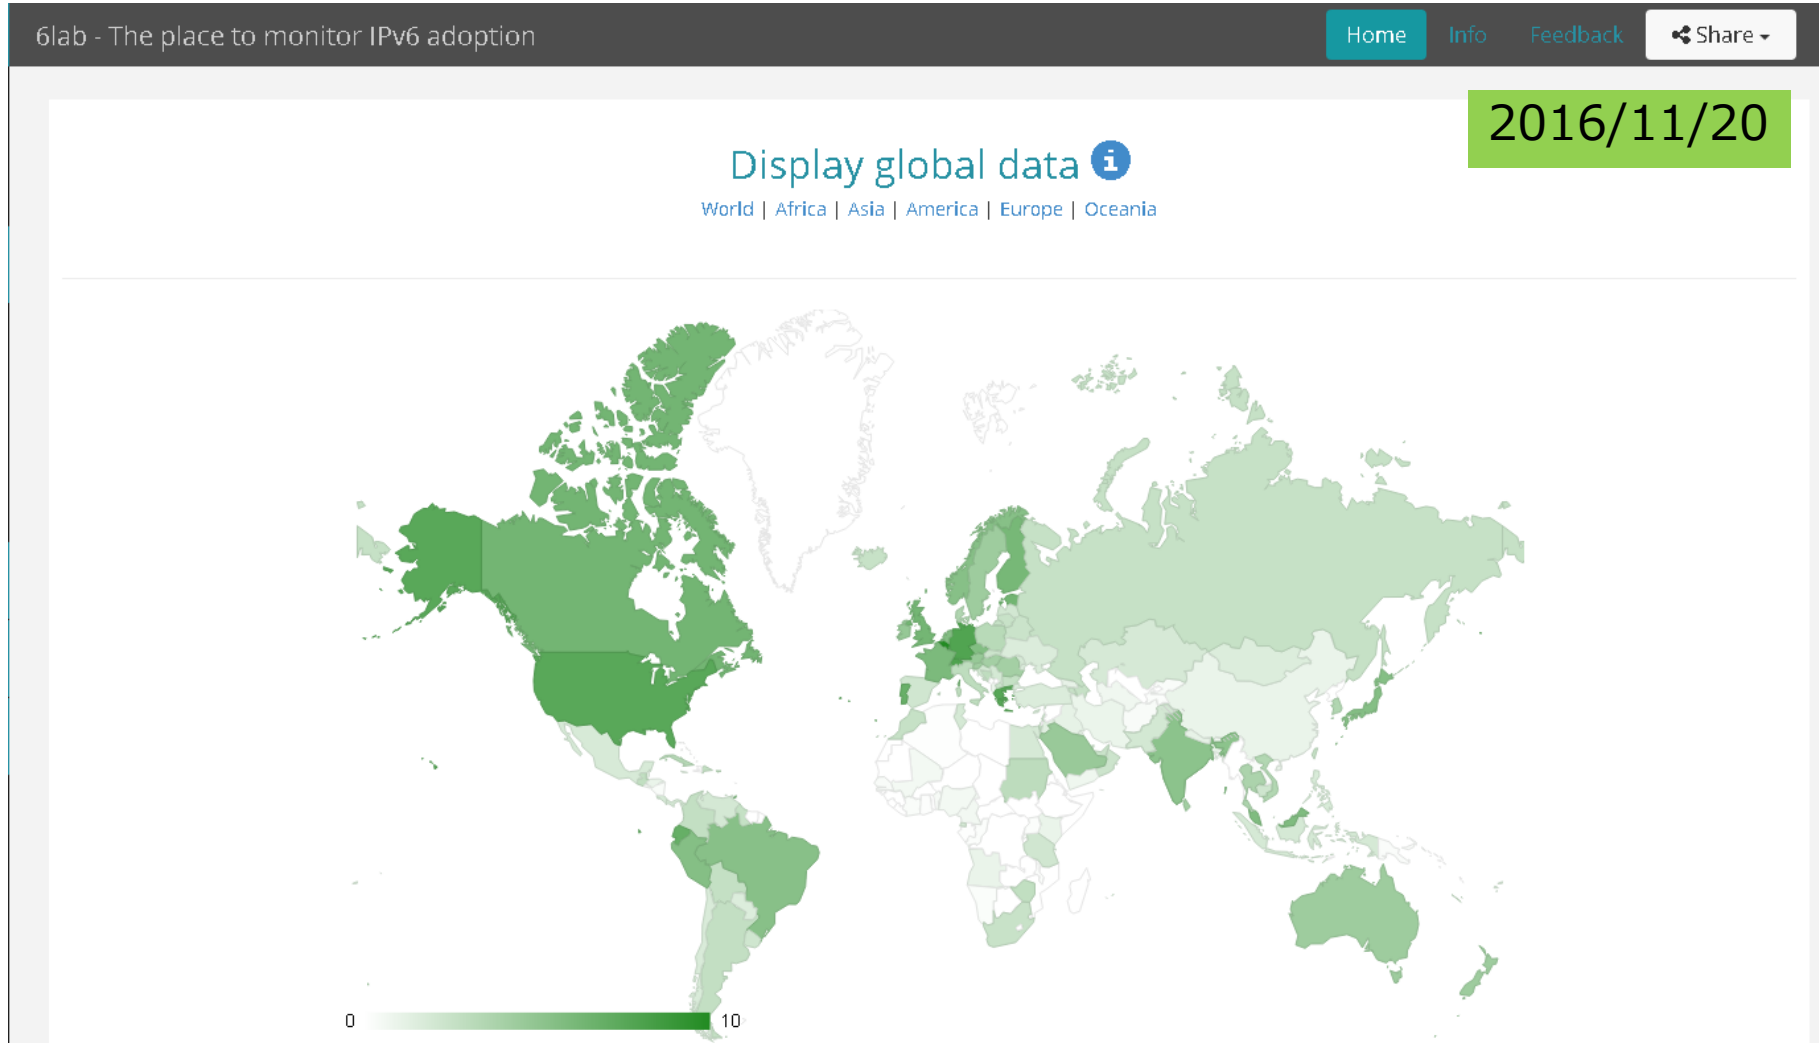 6lab - The place to monitor IPv6 adoption
Home Info Feedback Share
2016/11/20
Display global data i
World | Africa | Asia | America | Europe | Oceania
0 10